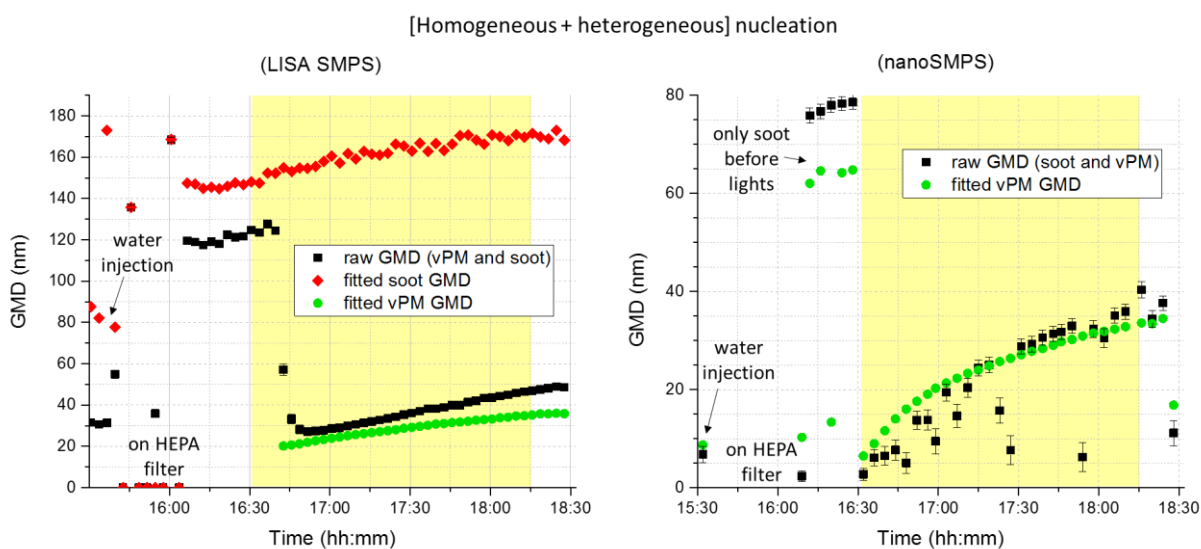 [Homogeneous + heterogeneous] nucleation
(LISA SMPS)
180
160
140
120
100
80
60
40
20
0
GMD (nm)
water
injection
on HEPA
filter
raw GMD (vPM and soot)
fitted soot GMD
fitted vPM GMD
16:00
16:30
17:00
17:30
18:00
18:30
Time (hh:mm)
(nanoSMPS)
80
60
40
20
0
GMD (nm)
only soot
before
lights
raw GMD (soot and vPM)
fitted vPM GMD
water
injection
on HEPA
filter
15:30
16:00
16:30
17:00
17:30
18:00
18:30
Time (hh:mm)